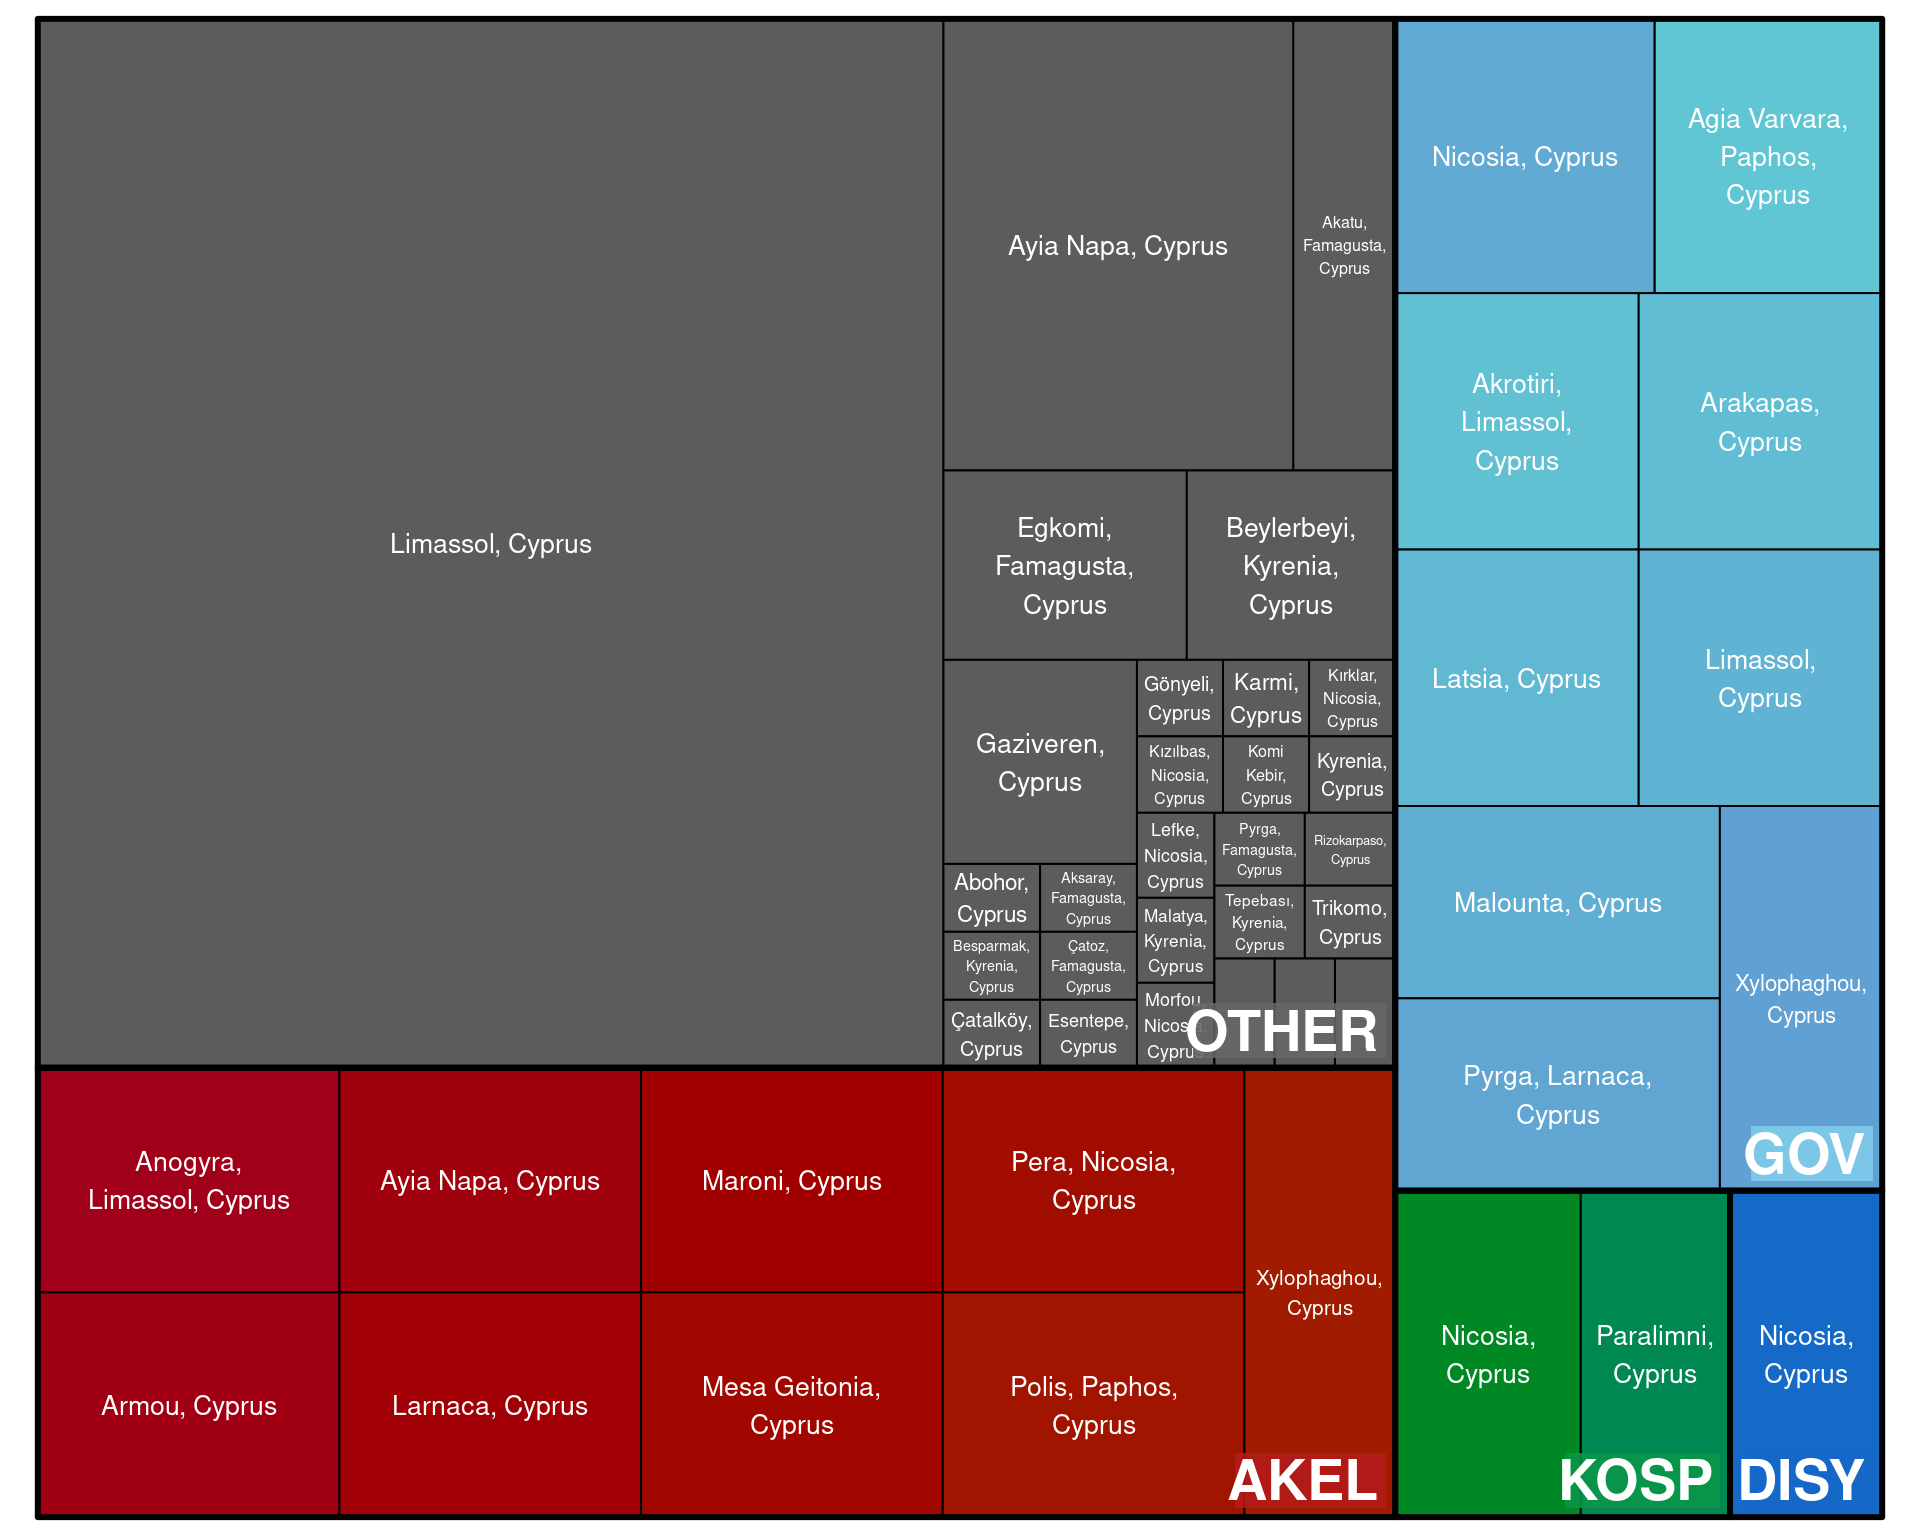 Limassol, Cyprus
Ayia Napa, Cyprus
Akatu,
Famagusta,
Cyprus
Egkomi,
Famagusta,
Cyprus
Beylerbeyi,
Kyrenia,
Cyprus
Gaziveren,
Cyprus
Gönyeli,
Cyprus
Karmi,
Cyprus
Kırklar,
Nicosia,
Cyprus
Kızılbas,
Nicosia,
Cyprus
Komi
Kebir,
Cyprus
Kyrenia,
Cyprus
Lefke,
Nicosia,
Cyprus
Pyrga,
Famagusta,
Cyprus
Rizokarpaso,
Cyprus
Abohor,
Cyprus
Aksaray,
Famagusta,
Cyprus
Malatya,
Kyrenia,
Cyprus
Tepebası,
Kyrenia,
Cyprus
Trikomo,
Cyprus
Besparmak,
Kyrenia,
Cyprus
Çatoz,
Famagusta,
Cyprus
Çatalköy,
Cyprus
Esentepe,
Cyprus
Morfou,
Nicosia,
Cyprus
OTHER
Anogyra,
Limassol, Cyprus
Ayia Napa, Cyprus
Maroni, Cyprus
Pera, Nicosia,
Cyprus
Xylophaghou,
Cyprus
Armou, Cyprus
Larnaca, Cyprus
Mesa Geitonia,
Cyprus
Polis, Paphos,
Cyprus
AKEL
Nicosia, Cyprus
Agia Varvara,
Paphos,
Cyprus
Akrotiri,
Limassol,
Cyprus
Arakapas,
Cyprus
Latsia, Cyprus
Limassol,
Cyprus
Malounta, Cyprus
Xylophaghou,
Cyprus
Pyrga, Larnaca,
Cyprus
GOV
Nicosia,
Cyprus
Paralimni,
Cyprus
KOSP
Nicosia,
Cyprus
DISY